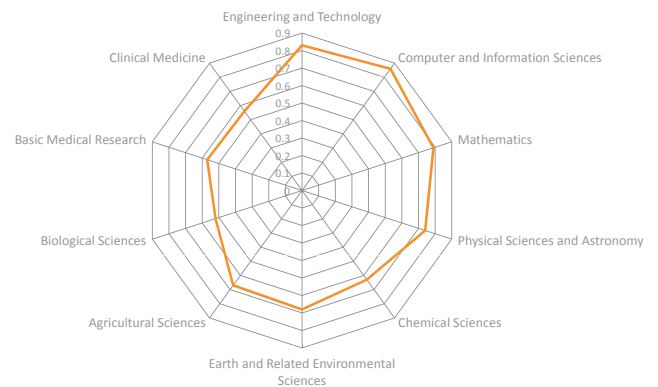 Engineering and Technology
0.9
0.8
0.7
0.6
0.5
0.4
0.3
0.2
0.1
0
Clinical Medicine
Computer and Information Sciences
Basic Medical Research
Mathematics
Biological Sciences
Physical Sciences and Astronomy
Agricultural Sciences
Chemical Sciences
Earth and Related Environmental
Sciences